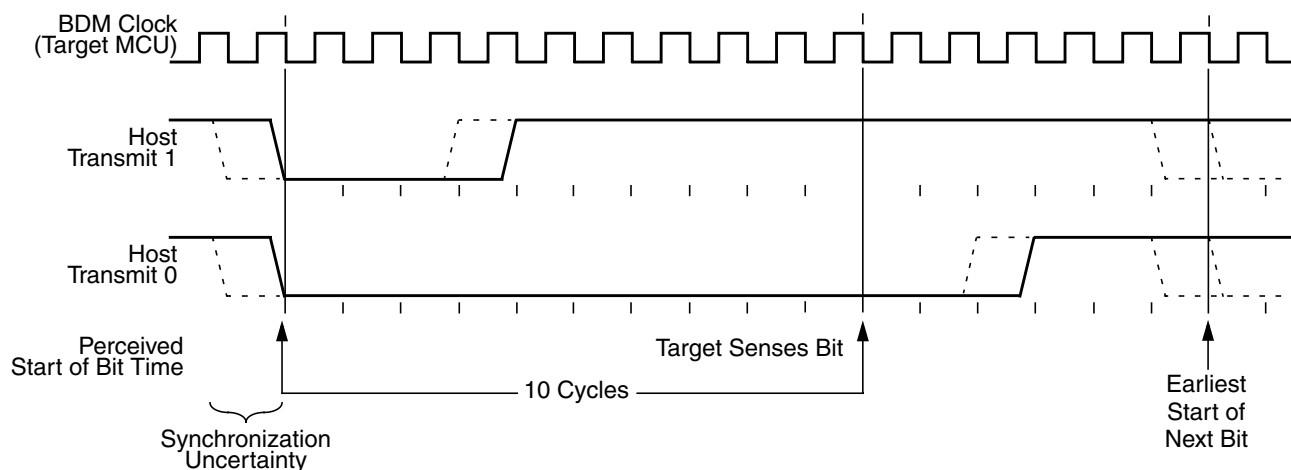 BDM Clock
(Target MCU)
Host
Transmit 1
Host
Transmit 0
Perceived
Start of Bit Time
Target Senses Bit
10 Cycles
Earliest
Start of
Next Bit
Synchronization
Uncertainty